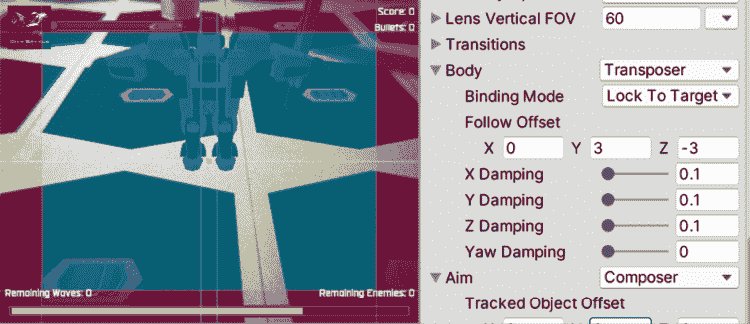 Score: 0
Bullets: 0
Remaining Waves: 0
Remaining Enemies: 0
Lens Vertical FOV 60
Transitions
Body Transposer
Binding Mode Lock To Target
Follow Offset
X 0 Y 3 Z -3
X Damping 0.1
Y Damping 0.1
Z Damping 0.1
Yaw Damping 0
Aim Composer
Tracked Object Offset